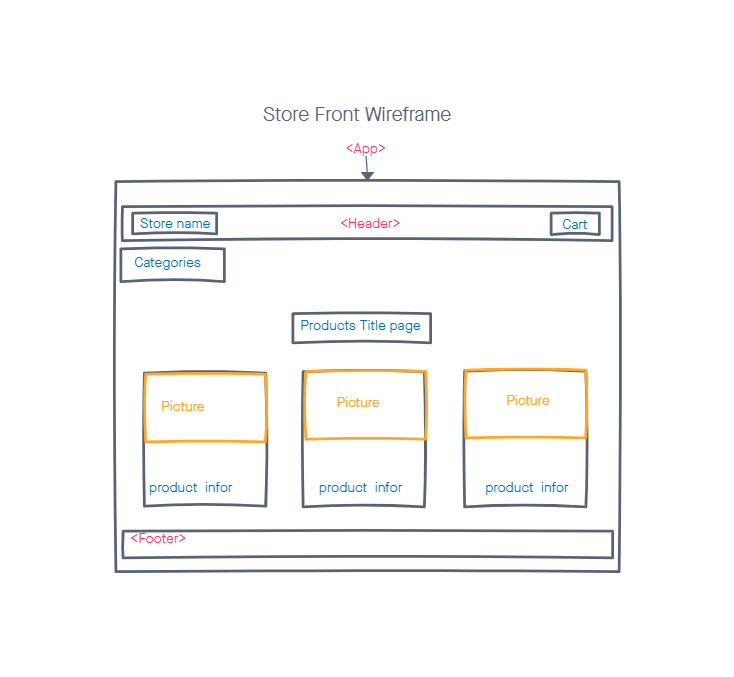 Store Front Wireframe
<App>
Store name
<Header>
Cart
Categories
Products Title page
Picture
Picture
Picture
product infor
product infor
product infor
<Footer>